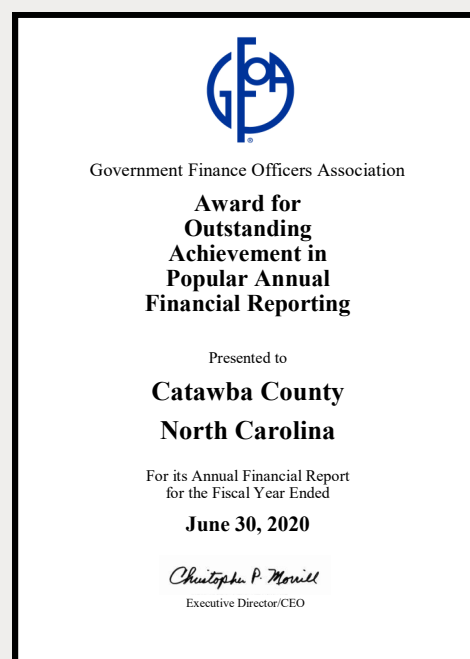 GFOA
®
Government Finance Officers Association
Award for
Outstanding
Achievement in
Popular Annual
Financial Reporting
Presented to
Catawba County
North Carolina
For its Annual Financial Report
for the Fiscal Year Ended
June 30, 2020
Christopher P. Morrill
Executive Director/CEO